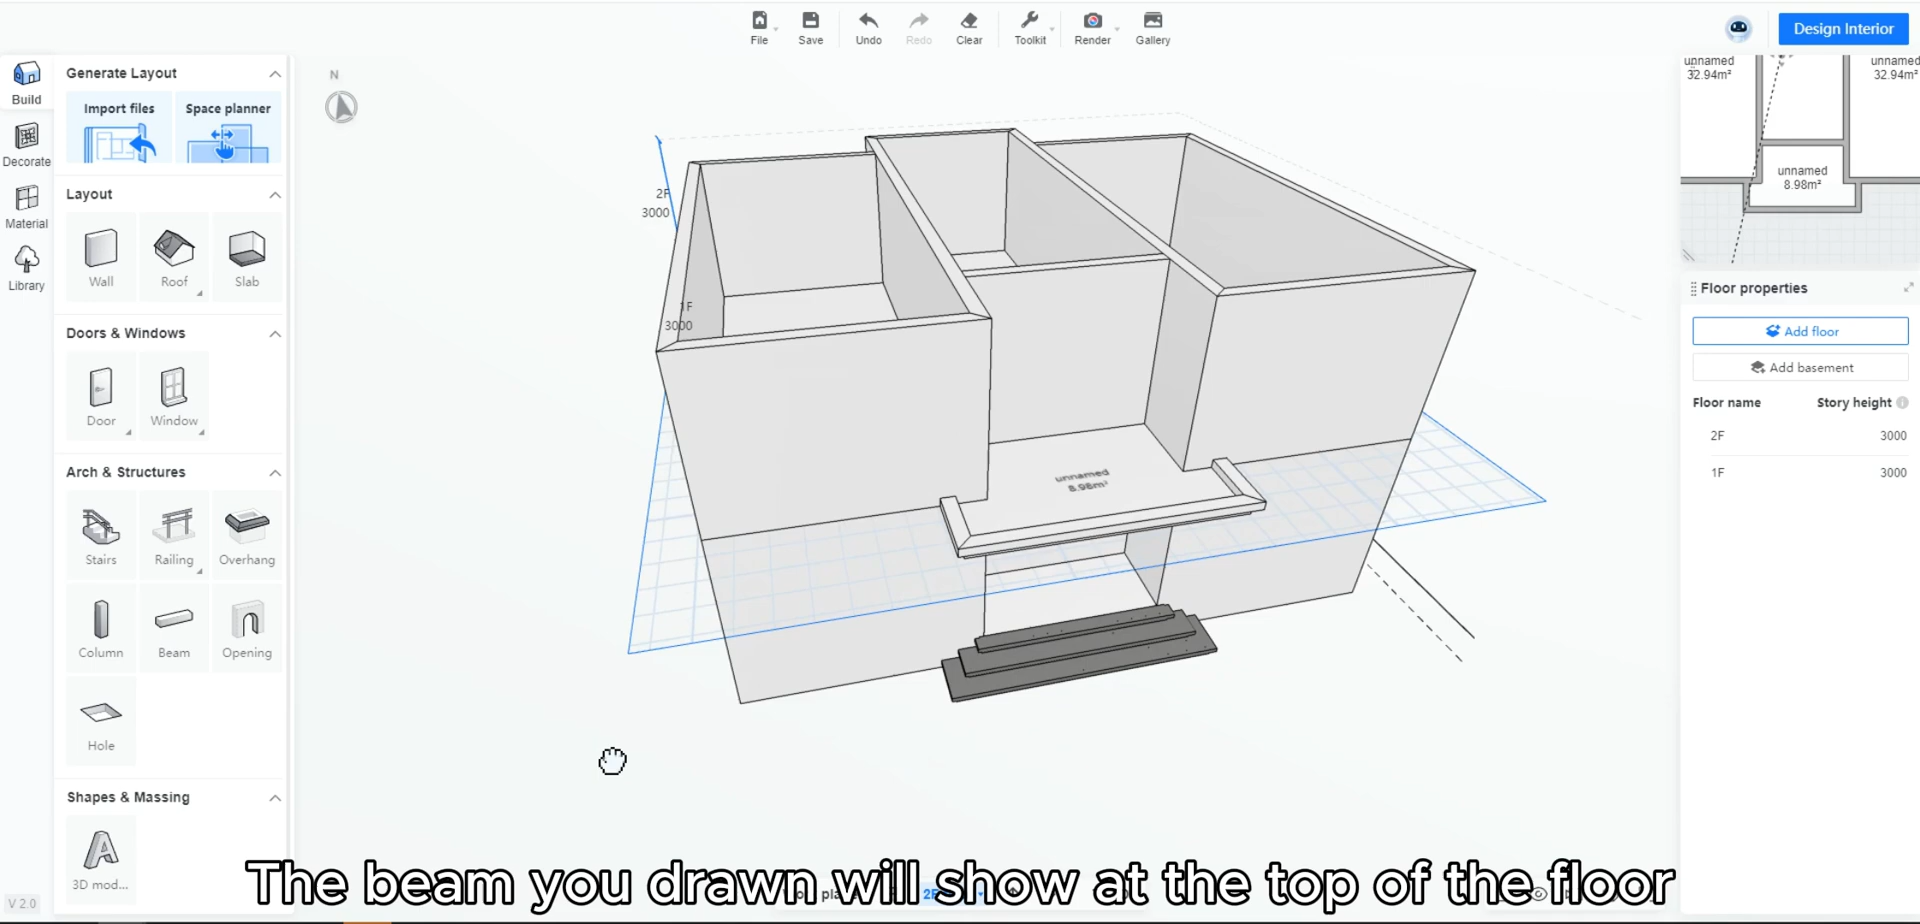 File
Save
Undo
Redo
Clear
Toolkit
Render
Gallery
Design Interior
Build
Decorate
Material
Library
Generate Layout
Import files
Space planner
Layout
Wall
Roof
Slab
Doors & Windows
Door
Window
Arch & Structures
Stairs
Railing
Overhang
Column
Beam
Opening
Hole
Shapes & Massing
A
3D mod...
V 2.0
N
2F
3000
1F
3000
unnamed
8.98m²
unnamed
32.94m²
unnamed
32.94m²
unnamed
8.98m²
Floor properties
Add floor
Add basement
Floor name Story height
2F 3000
1F 3000
The beam you drawn will show at the top of the floor